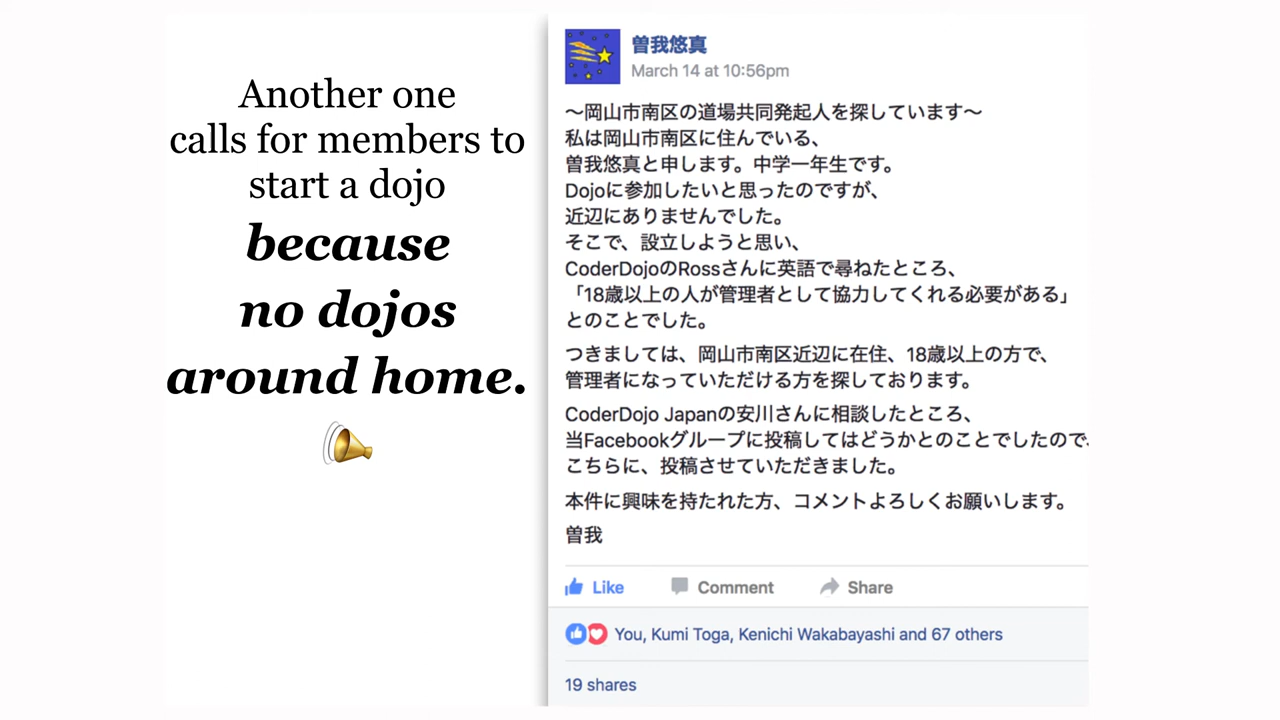 Another one
calls for members to
start a dojo
because
no dojos
around home.
曽我悠真
March 14 at 10:56pm
〜岡山市南区の道場共同発起人を探しています〜
私は岡山市南区に住んでいる、
曽我悠真と申します。中学一年生です。
Dojoに参加したいと思ったのですが、
近辺にありませんでした。
そこで、設立しようと思い、
CoderDojoのRossさんに英語で尋ねたところ、
「18歳以上の人が管理者として協力してくれる必要がある」
とのことでした。
つきましては、岡山市南区近辺に在住、18歳以上の方で、
管理者になっていただける方を探しております。
CoderDojo Japanの安川さんに相談したところ、
当Facebookグループに投稿してはどうかとのことでしたので、
こちらに、投稿させていただきました。
本件に興味を持たれた方、コメントよろしくお願いします。
曽我
Like Comment Share
You, Kumi Toga, Kenichi Wakabayashi and 67 others
19 shares